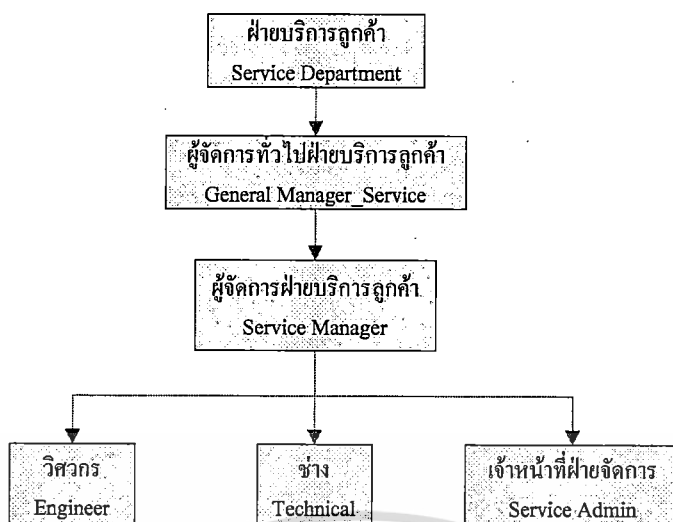 ฝ่ายบริการลูกค้า
Service Department
ผู้จัดการทั่วไปฝ่ายบริการลูกค้า
General Manager_Service
ผู้จัดการฝ่ายบริการลูกค้า
Service Manager
วิศวกร
Engineer
ช่าง
Technical
เจ้าหน้าที่ฝ่ายจัดการ
Service Admin